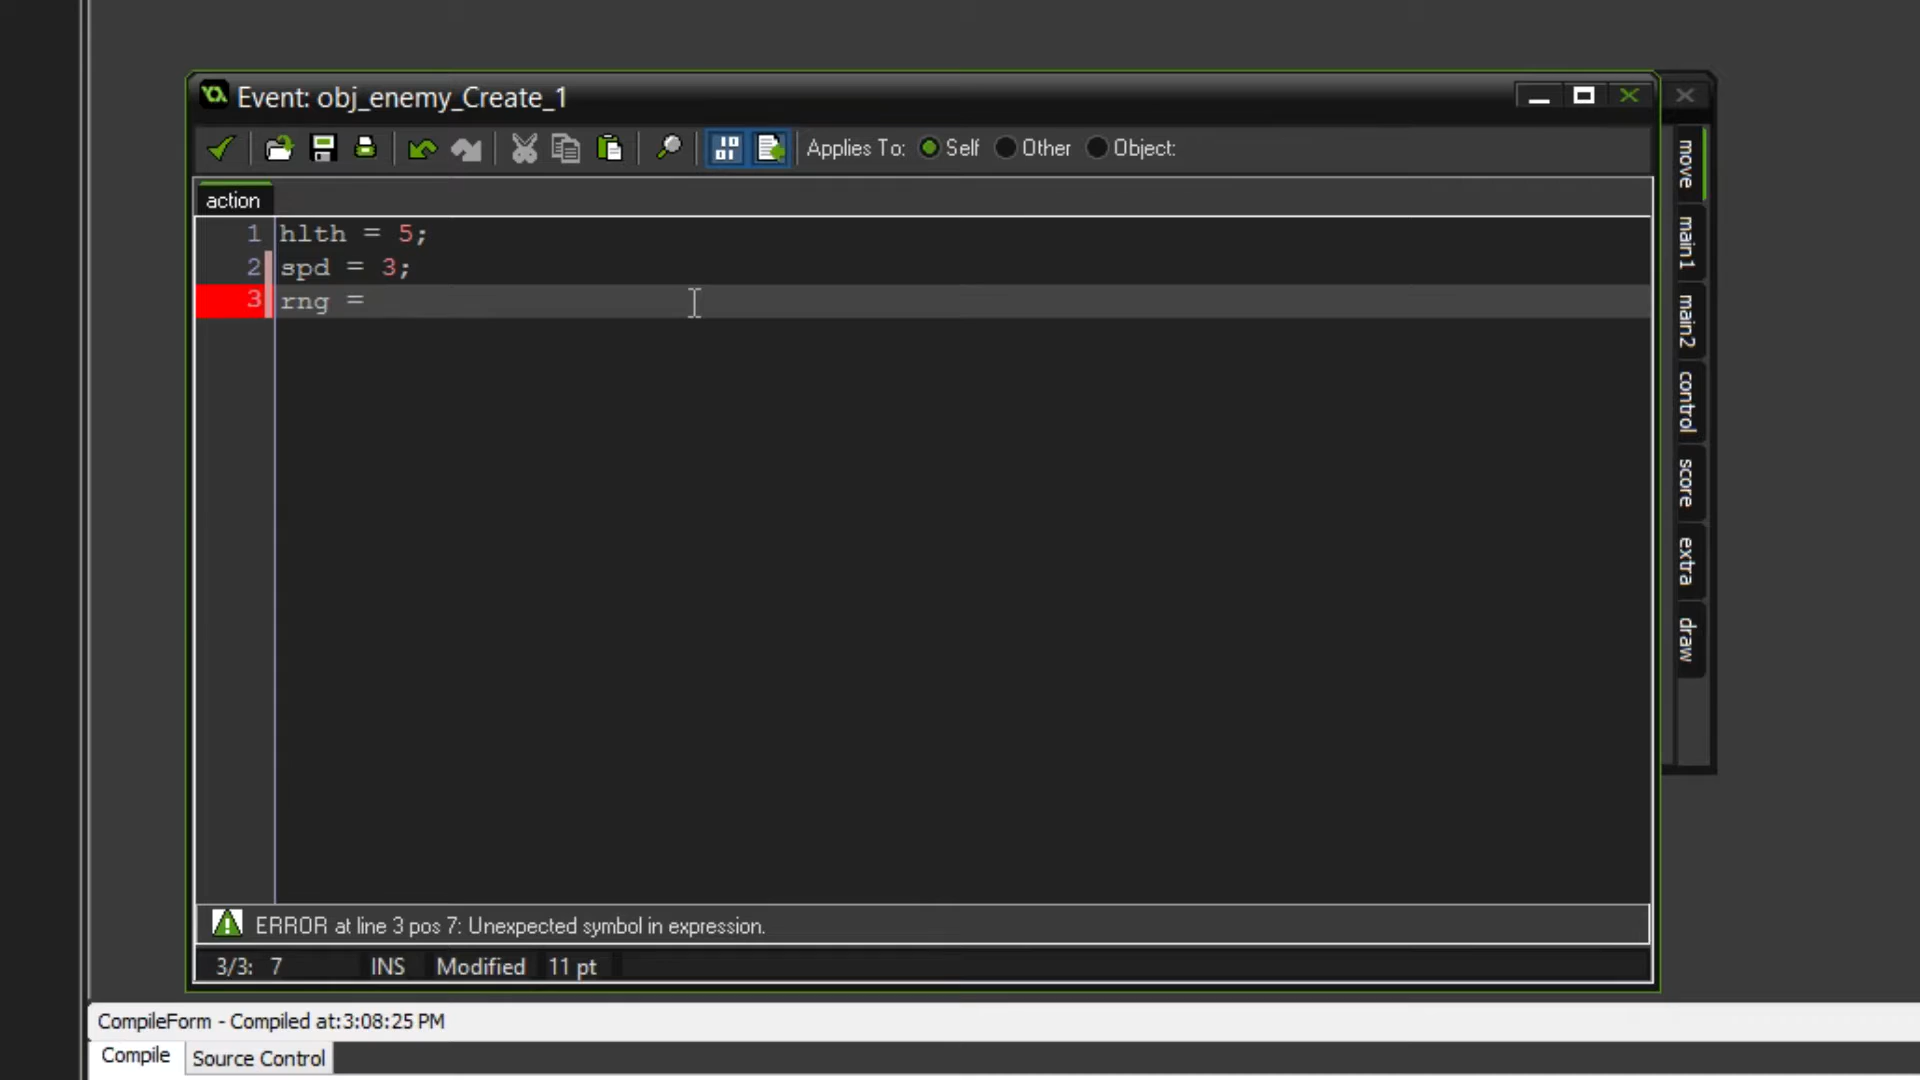 Event: obj_enemy_Create_1
Applies To: Self Other Object:
action
1 hlth = 5;
2 spd = 3;
3 rng =
move
main1
main2
control
score
extra
draw
ERROR at line 3 pos 7: Unexpected symbol in expression.
3/3: 7 INS Modified 11 pt
CompileForm - Compiled at:3:08:25 PM
Compile Source Control